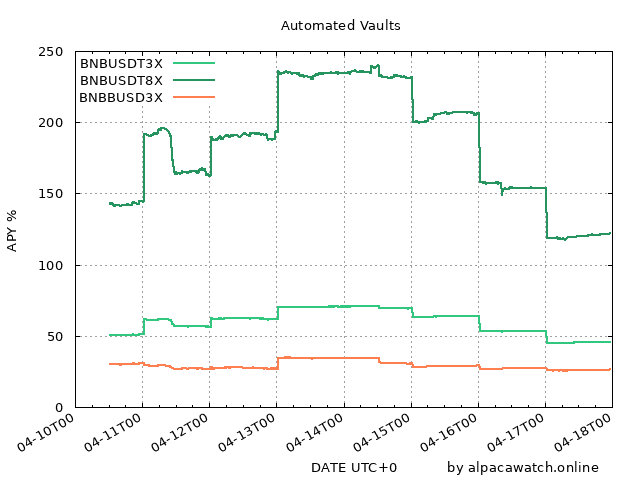 Automated Vaults
BNBUSDT3X
BNBUSDT8X
BNBBUSD3X
APY %
250
200
150
100
50
0
04-10T00
04-11T00
04-12T00
04-13T00
04-14T00
04-15T00
04-16T00
04-17T00
04-18T00
DATE UTC+0
by alpacawatch.online